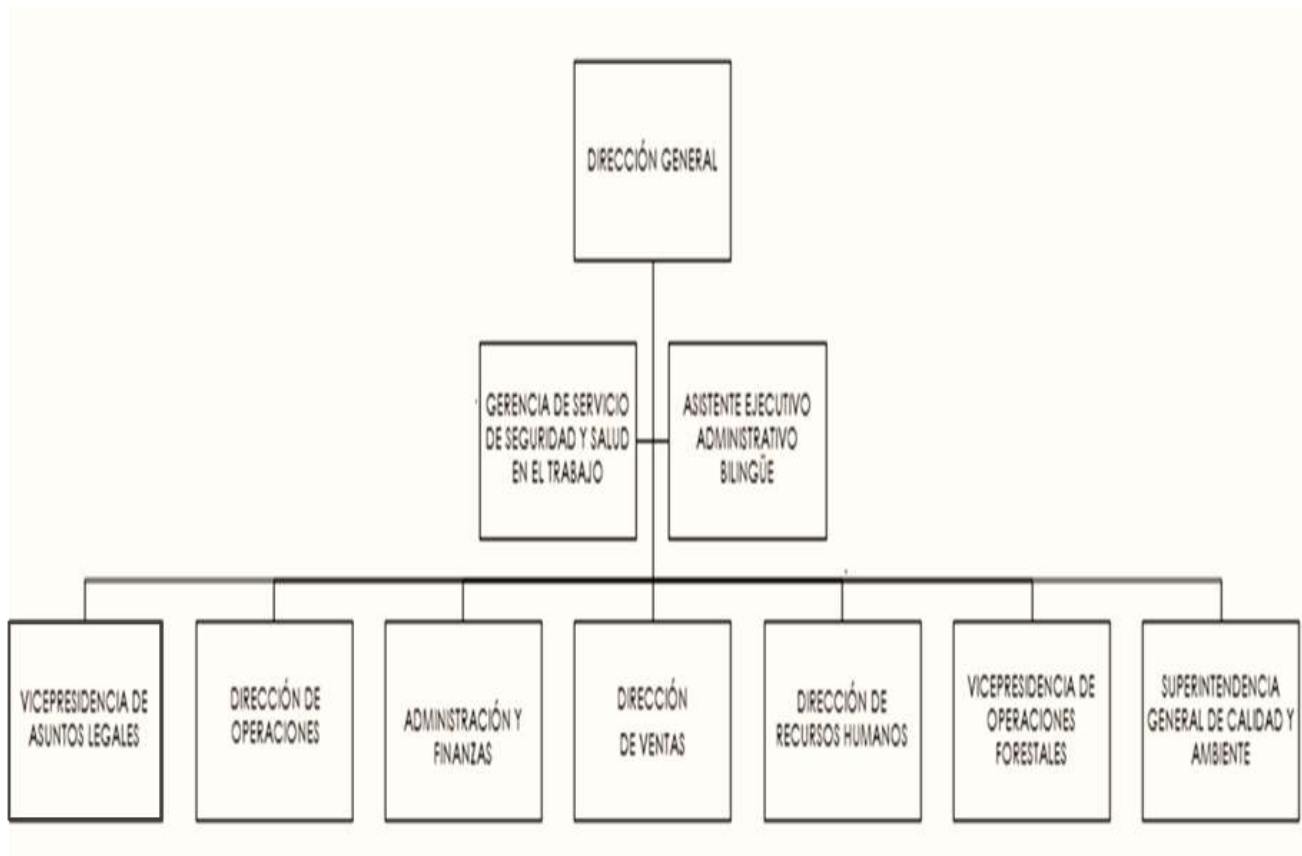 DIRECCIÓN GENERAL
GERENCIA DE SERVICIO
DE SEGURIDAD Y SALUD
EN EL TRABAJO
ASISTENTE EJECUTIVO
ADMINISTRATIVO
BILINGÜE
VICEPRESIDENCIA DE
ASUNTOS LEGALES
DIRECCIÓN DE
OPERACIONES
ADMINISTRACIÓN Y
FINANZAS
DIRECCIÓN
DE VENTAS
DIRECCIÓN DE
RECURSOS HUMANOS
VICEPRESIDENCIA DE
OPERACIONES
FORESTALES
SUPERINTENDENCIA
GENERAL DE CALIDAD Y
AMBIENTE